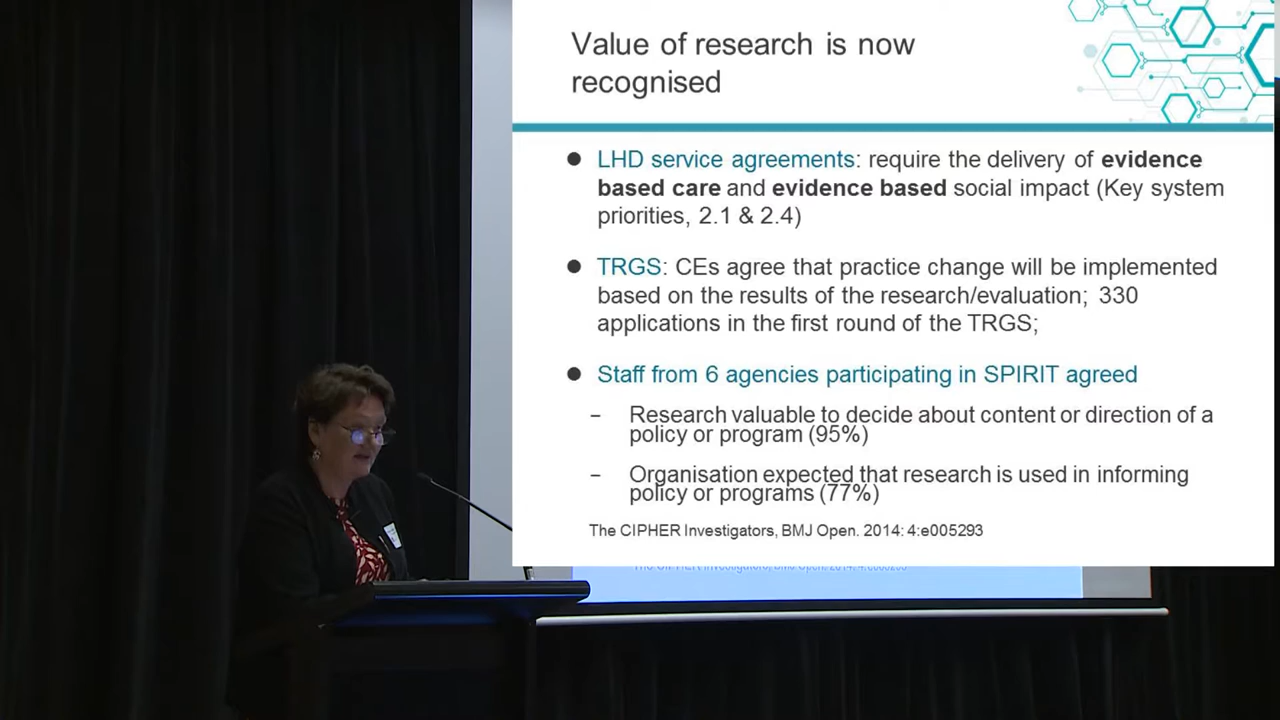 Value of research is now
recognised
● LHD service agreements: require the delivery of evidence
based care and evidence based social impact (Key system
priorities, 2.1 & 2.4)
● TRGS: CEs agree that practice change will be implemented
based on the results of the research/evaluation; 330
applications in the first round of the TRGS;
● Staff from 6 agencies participating in SPIRIT agreed
– Research valuable to decide about content or direction of a
policy or program (95%)
– Organisation expected that research is used in informing
policy or programs (77%)
The CIPHER Investigators, BMJ Open. 2014: 4:e005293